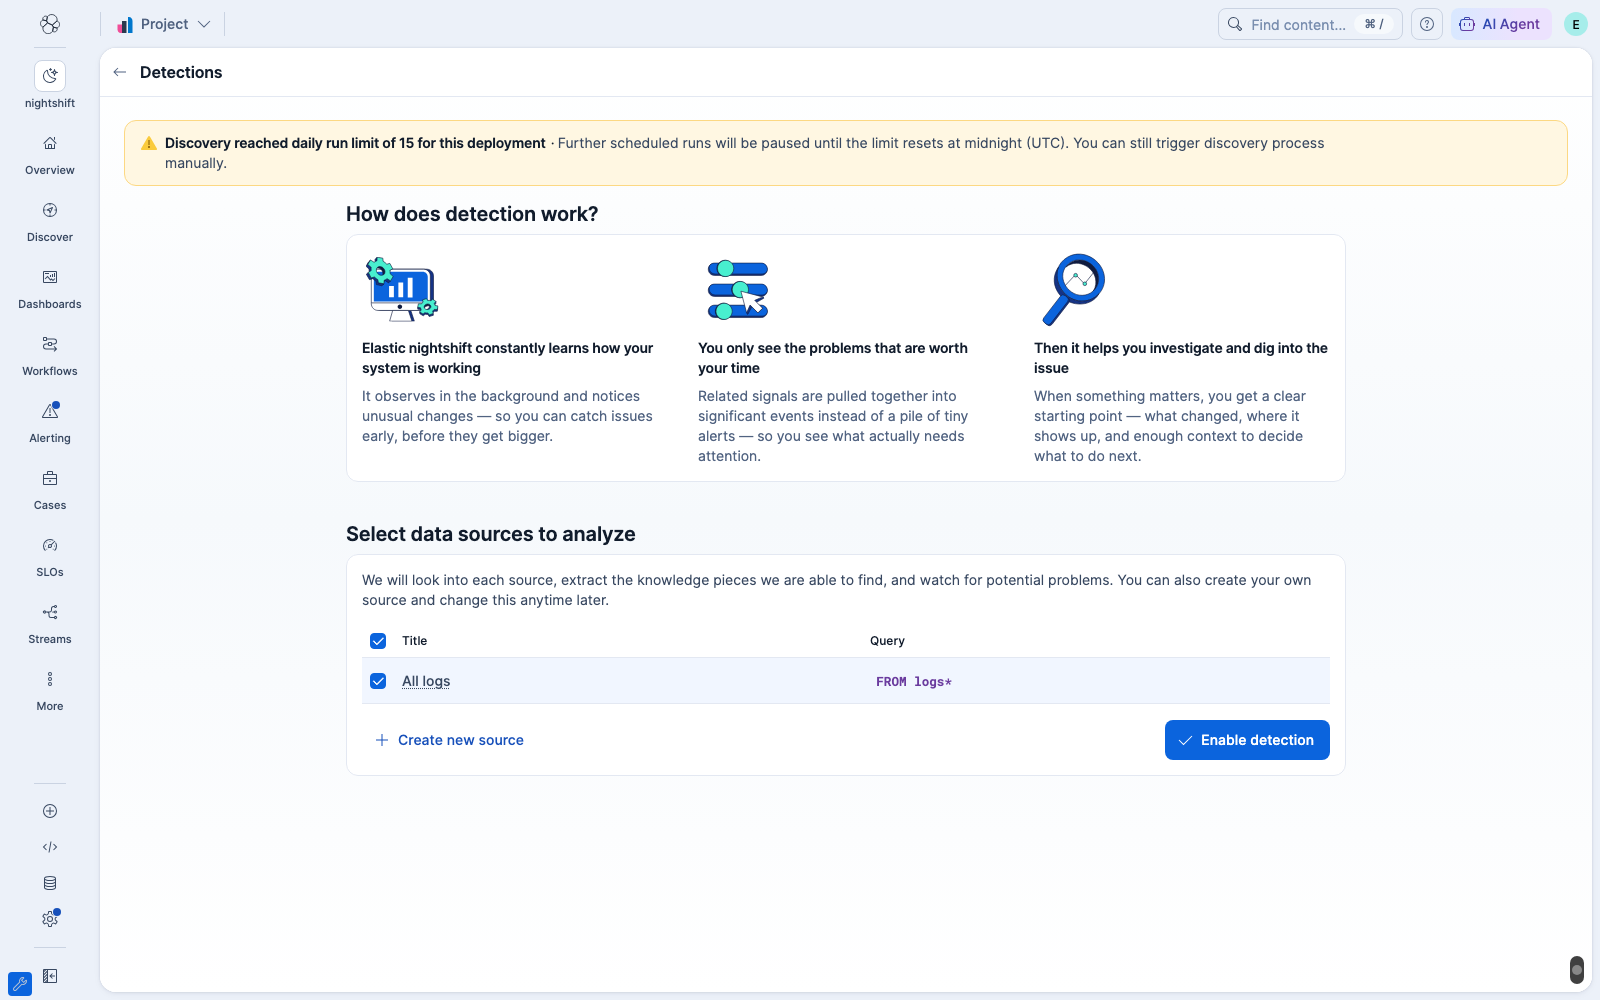 Project
Find content...
⌘ /
AI Agent
E
nightshift
Overview
Discover
Dashboards
Workflows
Alerting
Cases
SLOs
Streams
More
Detections
Discovery reached daily run limit of 15 for this deployment · Further scheduled runs will be paused until the limit resets at midnight (UTC). You can still trigger discovery process
manually.
How does detection work?
Elastic nightshift constantly learns how your
system is working
It observes in the background and notices
unusual changes — so you can catch issues
early, before they get bigger.
You only see the problems that are worth
your time
Related signals are pulled together into
significant events instead of a pile of tiny
alerts — so you see what actually needs
attention.
Then it helps you investigate and dig into the
issue
When something matters, you get a clear
starting point — what changed, where it
shows up, and enough context to decide
what to do next.
Select data sources to analyze
We will look into each source, extract the knowledge pieces we are able to find, and watch for potential problems. You can also create your own
source and change this anytime later.
Title
Query
All logs
FROM logs*
Create new source
Enable detection